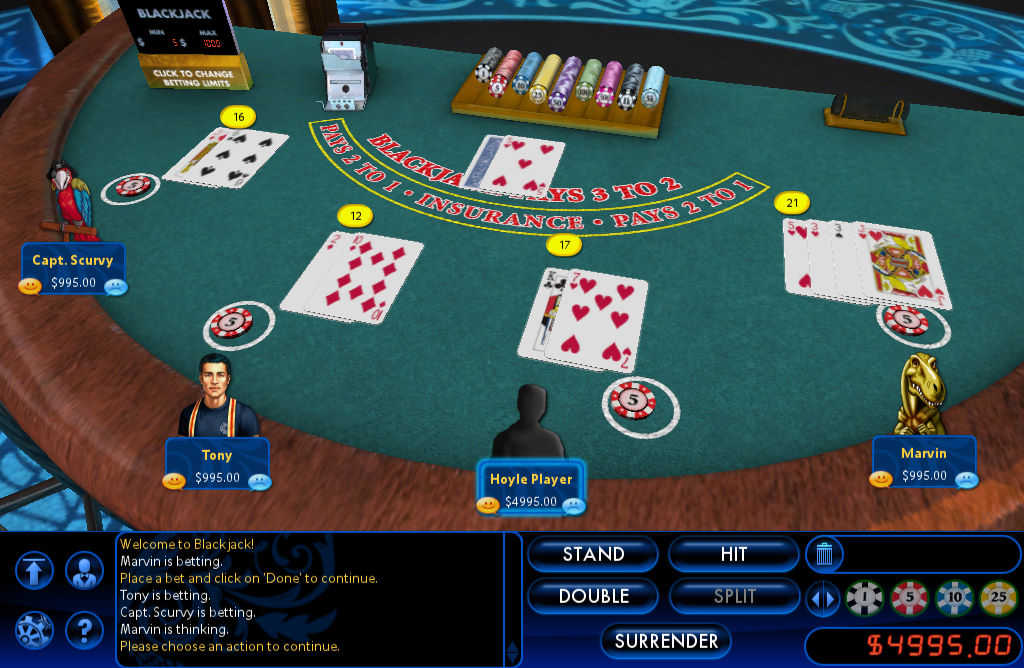 BLACKJACK
MIN MAX
$ 5 $ 1000
CLICK TO CHANGE
BETTING LIMITS
16
BLACKJA PAYS 3 TO 2
PAYS 2 TO 1 • INSURANCE • PAYS 2 TO 1
12
17
21
Capt. Scurvy
$995.00
5
5
5
Tony
$995.00
Hoyle Player
$4995.00
Marvin
$995.00
Welcome to Blackjack!
Marvin is betting.
Place a bet and click on 'Done' to continue.
Tony is betting.
Capt. Scurvy is betting.
Marvin is thinking.
Please choose an action to continue.
STAND
HIT
DOUBLE
SPLIT
SURRENDER
?
1
5
10
25
$4995.00